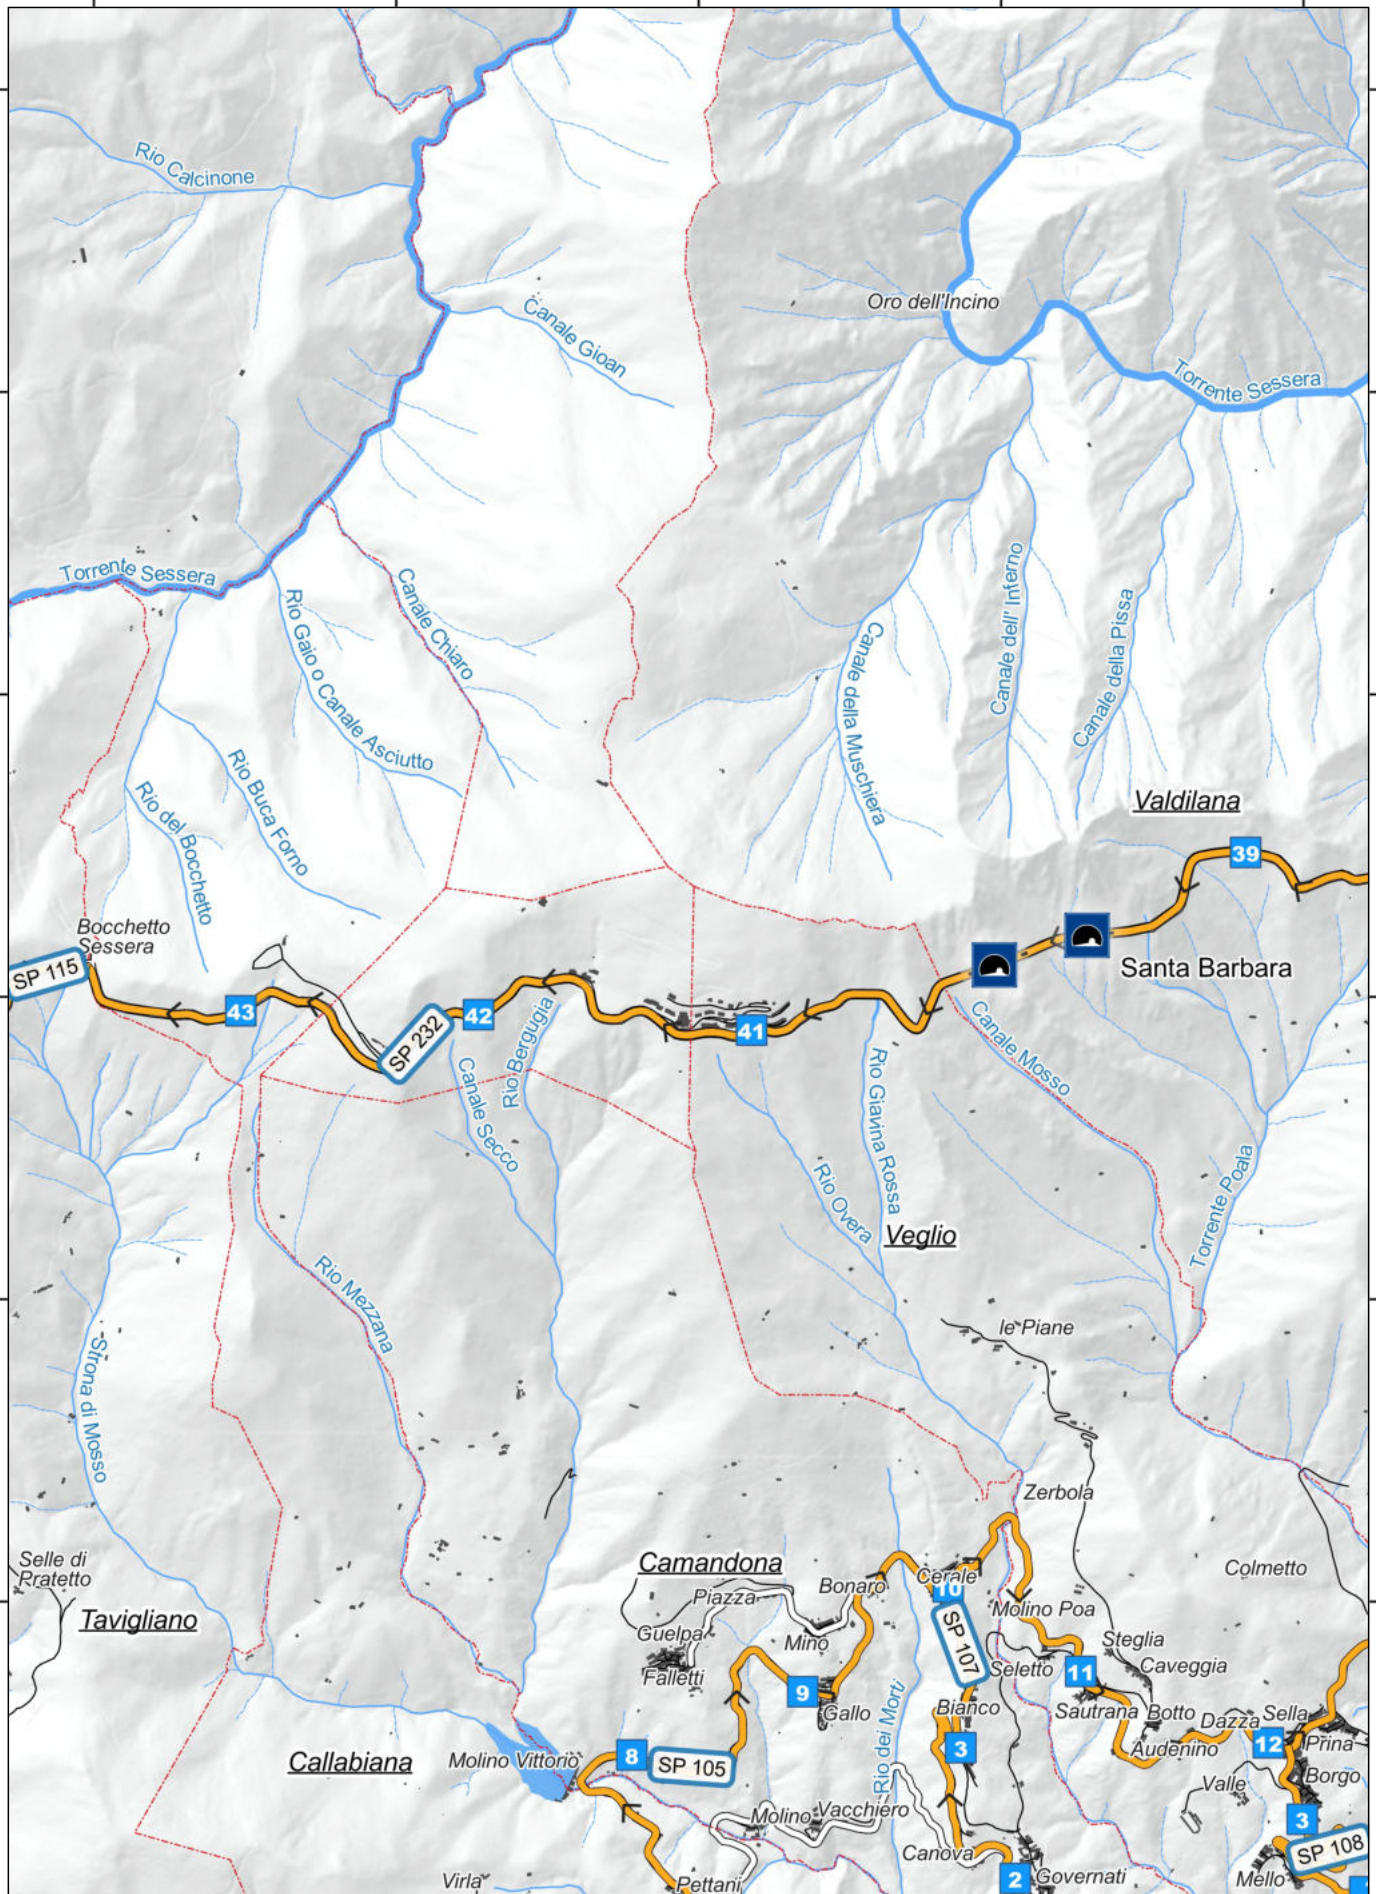 Rio Calcinone
Oro dell'Incino
Canale Gioan
Torrente Sessera
Torrente Sessera
Rio Gaio o Canale Asciutto
Canale Chiaro
Canale della Muschiera
Canale dell' Inferno
Canale della Pissa
Rio Buca Forno
Rio del Bocchetto
Valdilana
39
Bocchetto
Sessera
SP 115
Santa Barbara
43
42
SP 232
41
Rio Bergugia
Canale Secco
Canale Mosso
Rio Giavina Rossa
Rio Overa
Torrente Poala
Veglio
Rio Mezzana
Strona di Mosso
le Piane
Zerbola
Selle di
Pratetto
Camandona
Colmetto
Piazza
Bonaro
Cerale
10
Tavigliano
Molino Poa
Guelpa
Mino
SP 107
Steglia
Falletti
Seletto
11
Caveggia
9
Gallo
Rio dei Morti
Bianco
Sautrana
Botto
Dazza
Sella
Callabiana
Molino Vittorio
8
SP 105
3
Audenino
12
Prina
Valle
Borgo
Molino
Vacchiero
3
Canova
SP 108
Virla
Pettani
2
Governati
Mello